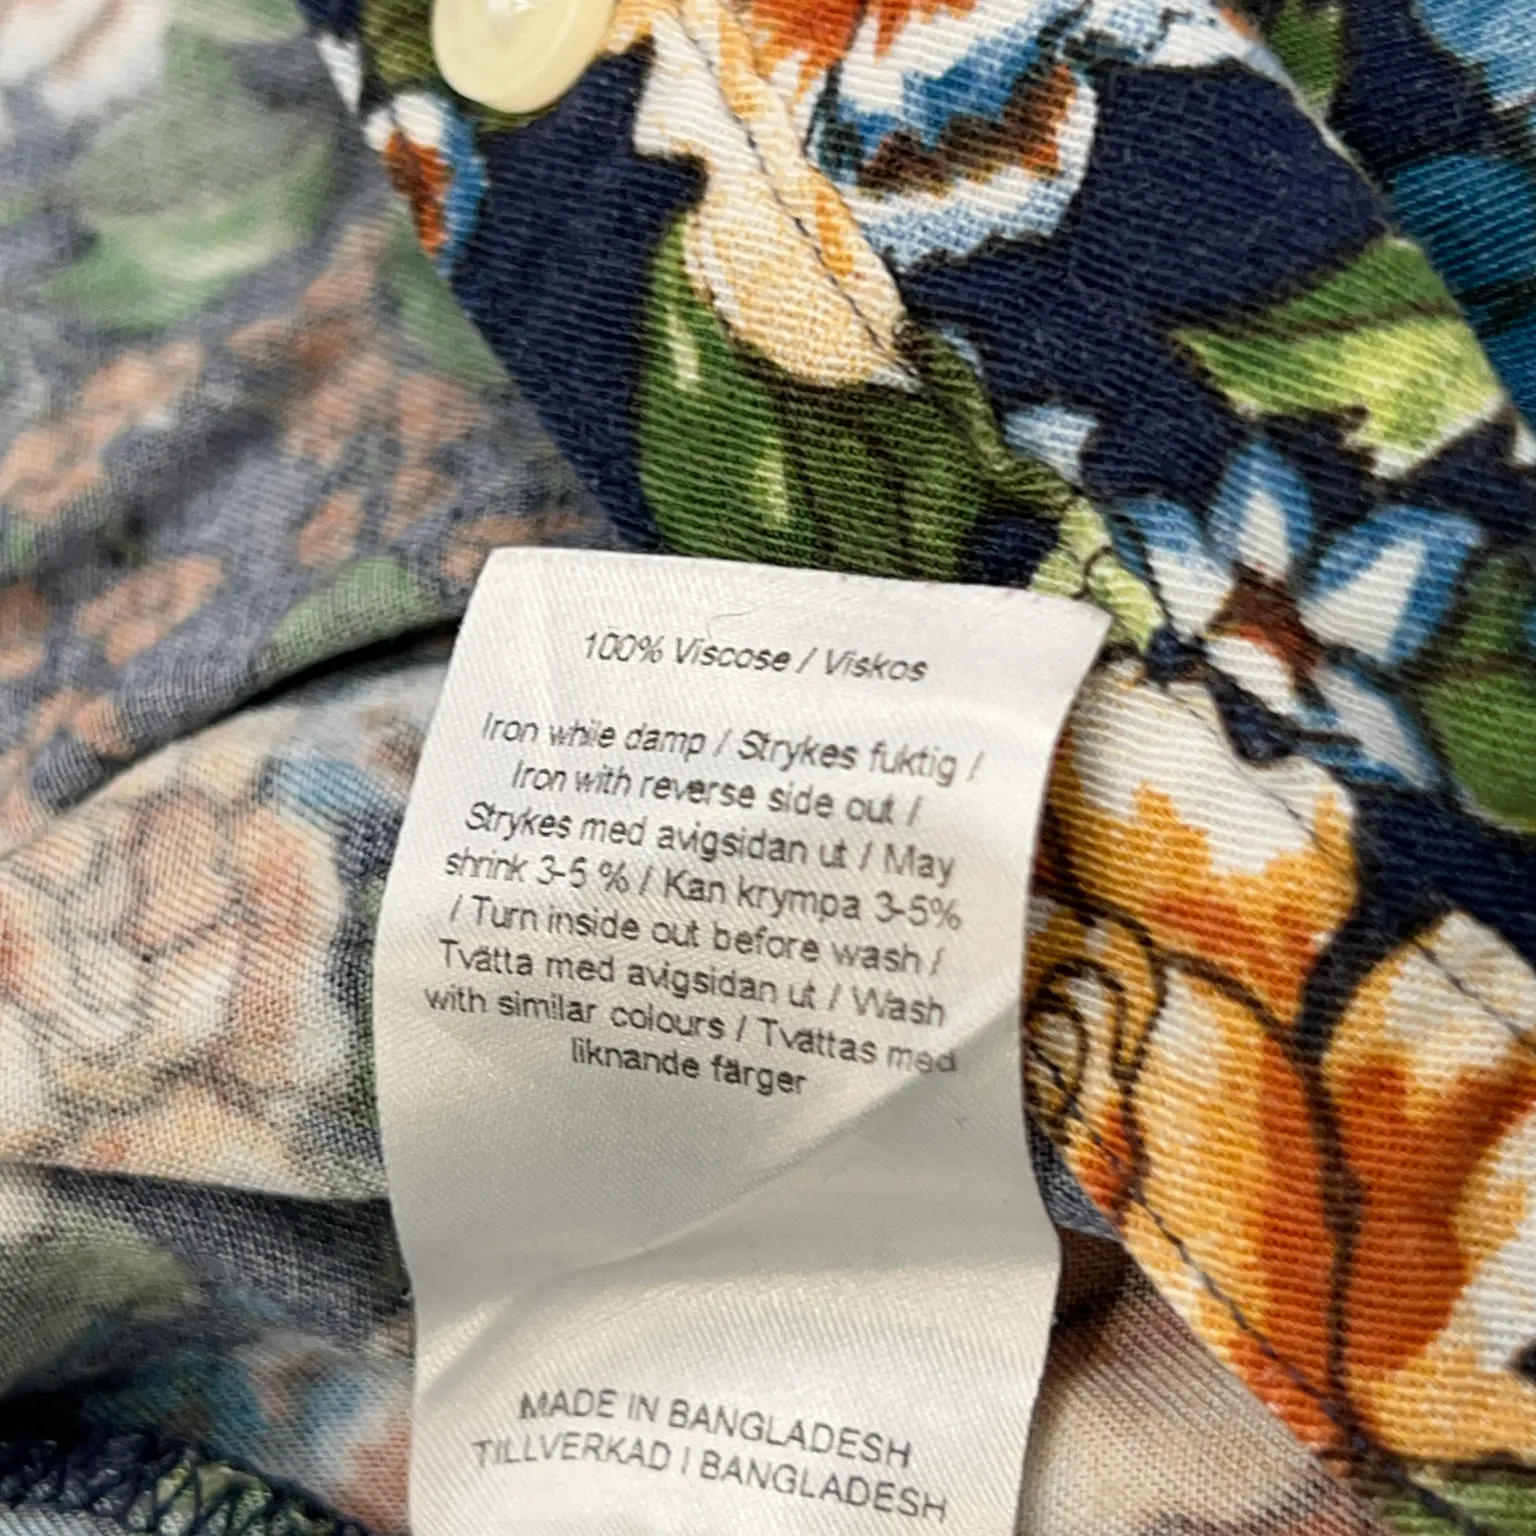 100% Viscose / Viskos
Iron while damp / Strykes fuktig /
Iron with reverse side out /
Strykes med avigsidan ut / May
shrink 3-5 % / Kan krympa 3-5%
/ Turn inside out before wash /
Tvätta med avigsidan ut / Wash
with similar colours / Tvättas med
liknande färger
MADE IN BANGLADESH
TILLVERKAD I BANGLADESH